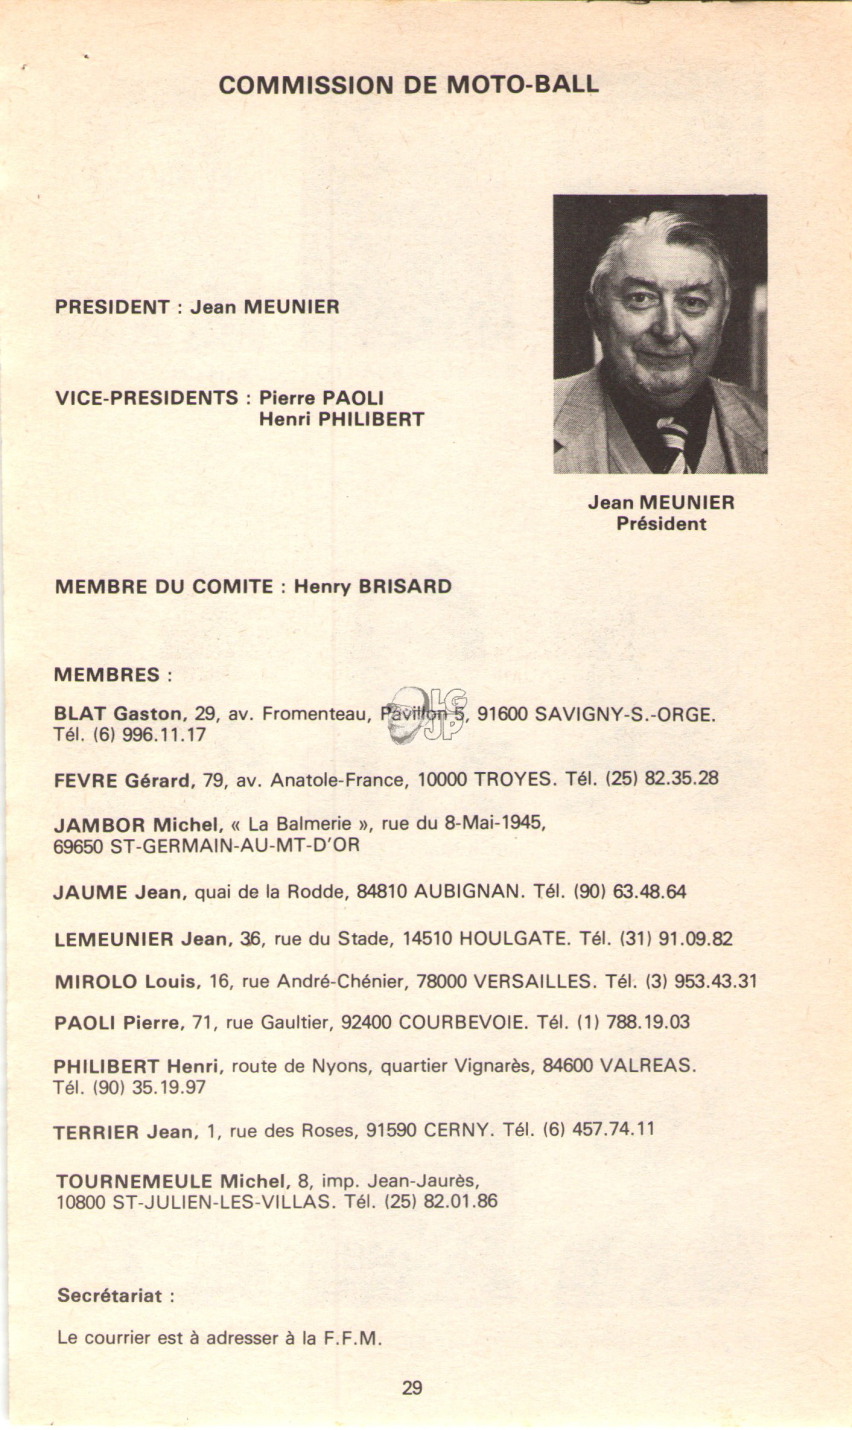 COMMISSION DE MOTO-BALL
PRESIDENT : Jean MEUNIER
VICE-PRESIDENTS : Pierre PAOLI
Henri PHILIBERT
Jean MEUNIER
Président
MEMBRE DU COMITE : Henry BRISARD
MEMBRES :
BLAT Gaston, 29, av. Fromenteau, Pavillon 5, 91600 SAVIGNY-S.-ORGE.
Tél. (6) 996.11.17
LG
JP
FEVRE Gérard, 79, av. Anatole-France, 10000 TROYES. Tél. (25) 82.35.28
JAMBOR Michel, « La Balmerie », rue du 8-Mai-1945,
69650 ST-GERMAIN-AU-MT-D'OR
JAUME Jean, quai de la Rodde, 84810 AUBIGNAN. Tél. (90) 63.48.64
LEMEUNIER Jean, 36, rue du Stade, 14510 HOULGATE. Tél. (31) 91.09.82
MIROLO Louis, 16, rue André-Chénier, 78000 VERSAILLES. Tél. (3) 953.43.31
PAOLI Pierre, 71, rue Gaultier, 92400 COURBEVOIE. Tél. (1) 788.19.03
PHILIBERT Henri, route de Nyons, quartier Vignarès, 84600 VALREAS.
Tél. (90) 35.19.97
TERRIER Jean, 1, rue des Roses, 91590 CERNY. Tél. (6) 457.74.11
TOURNEMEULE Michel, 8, imp. Jean-Jaurès,
10800 ST-JULIEN-LES-VILLAS. Tél. (25) 82.01.86
Secrétariat :
Le courrier est à adresser à la F.F.M.
29